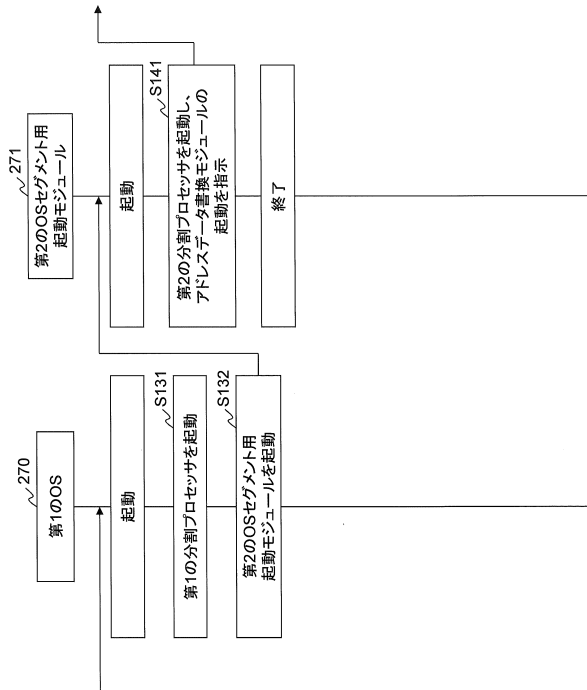 270
第1のOS
起動
S131
第1の分割プロセッサを起動
S132
第2のOSセグメント用
起動モジュールを起動
271
第2のOSセグメント用
起動モジュール
起動
S141
第2の分割プロセッサを起動し、
アドレスデータ書換モジュールの
起動を指示
終了